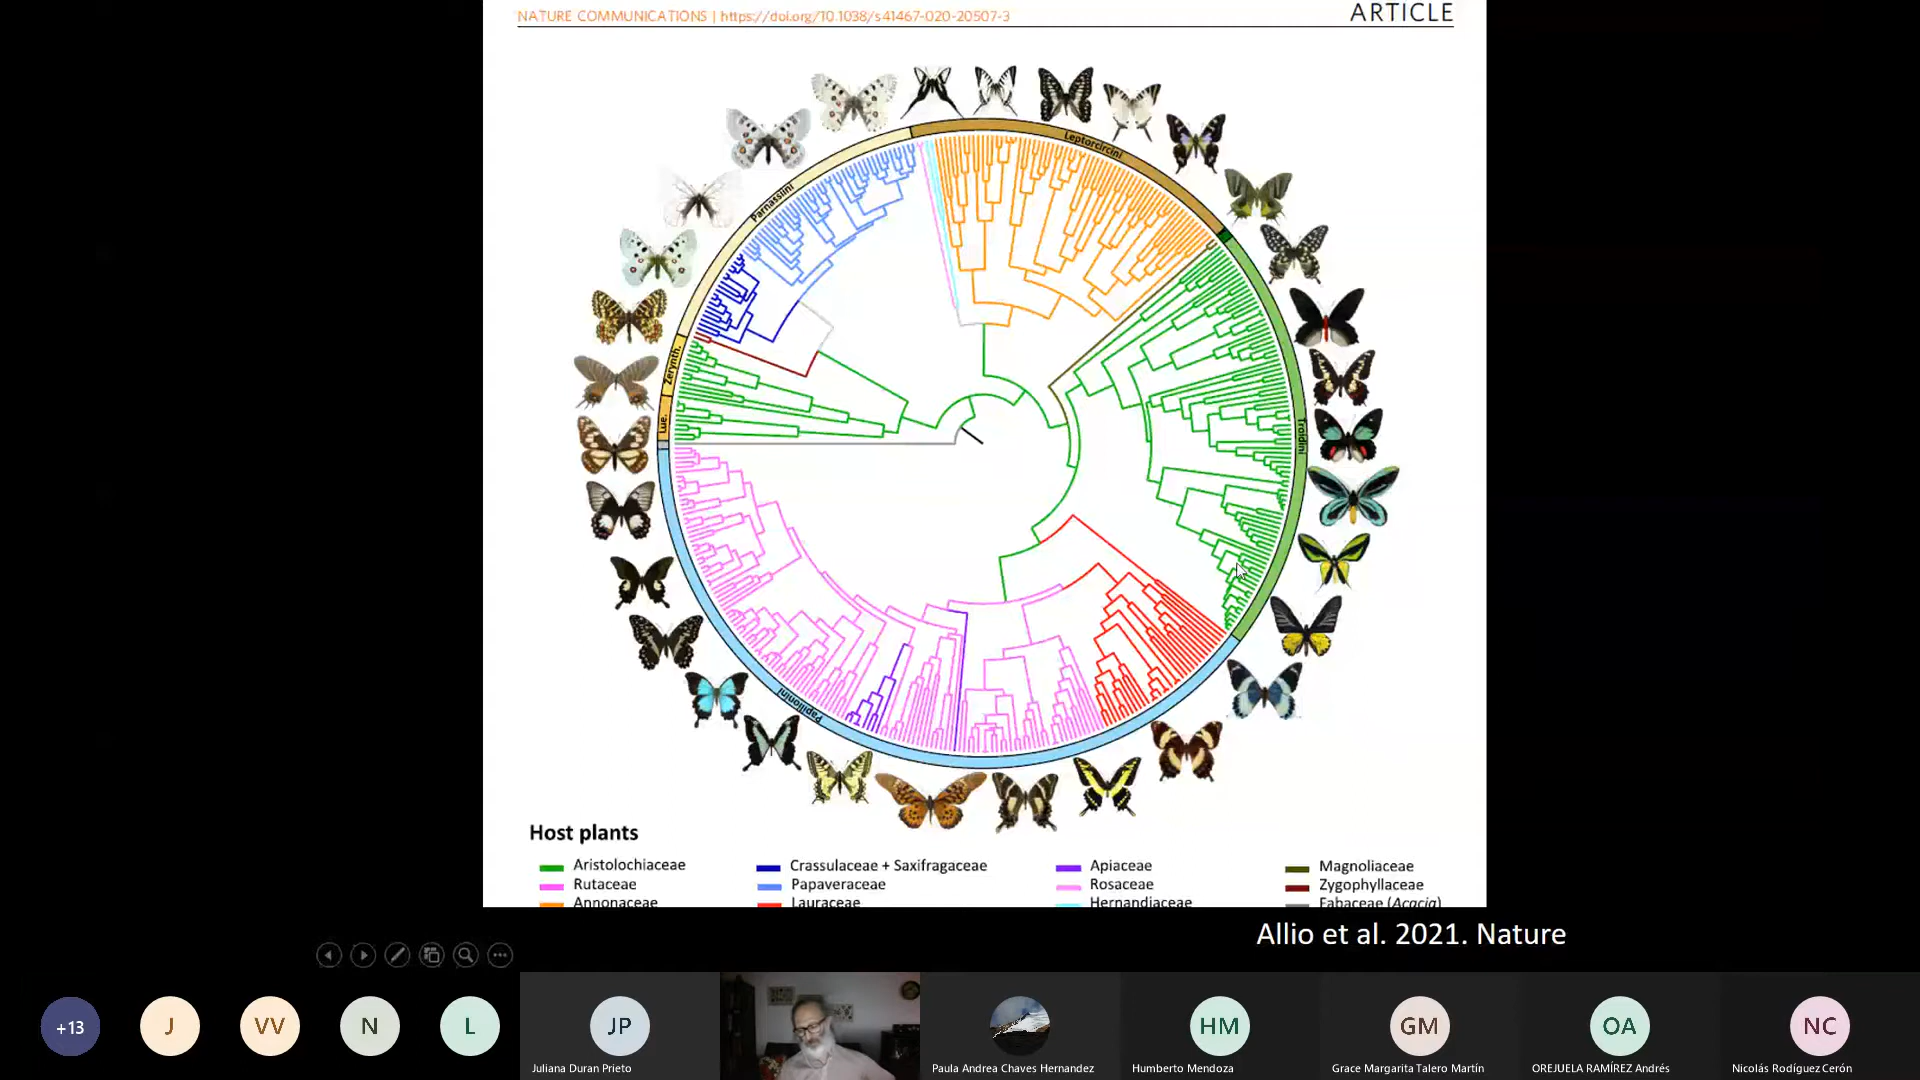 NATURE COMMUNICATIONS | https://doi.org/10.1038/s41467-020-20507-3
ARTICLE
Leptorcircini
Parnassiini
Zerynth.
Lue.
Troidini
Papilionini
Host plants
Aristolochiaceae
Crassulaceae + Saxifragaceae
Apiaceae
Magnoliaceae
Rutaceae
Papaveraceae
Rosaceae
Zygophyllaceae
Annonaceae
Lauraceae
Hernandiaceae
Fabaceae (Acacia)
Allio et al. 2021. Nature
+13
J
VV
N
L
JP
HM
GM
OA
NC
Juliana Duran Prieto
Paula Andrea Chaves Hernandez
Humberto Mendoza
Grace Margarita Talero Martín
OREJUELA RAMÍREZ Andrés
Nicolás Rodíguez Cerón